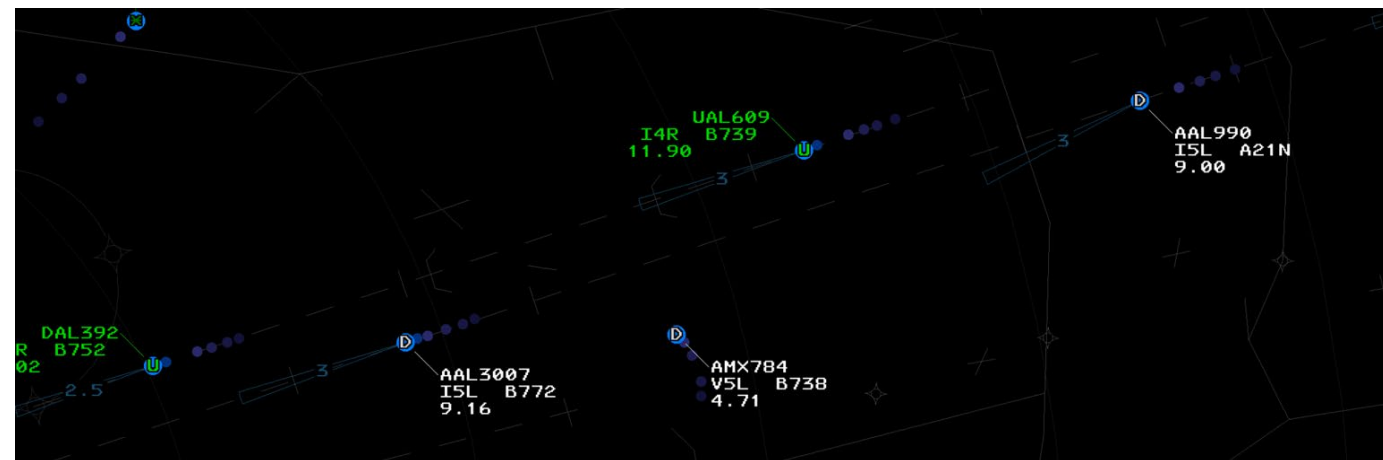 UAL609
I4R B739
11.90
U
3
D
AAL990
I5L A21N
9.00
3
DAL392
R B752
02
U
2.5
D
AAL3007
I5L B772
9.16
3
D
AMX784
V5L B738
4.71